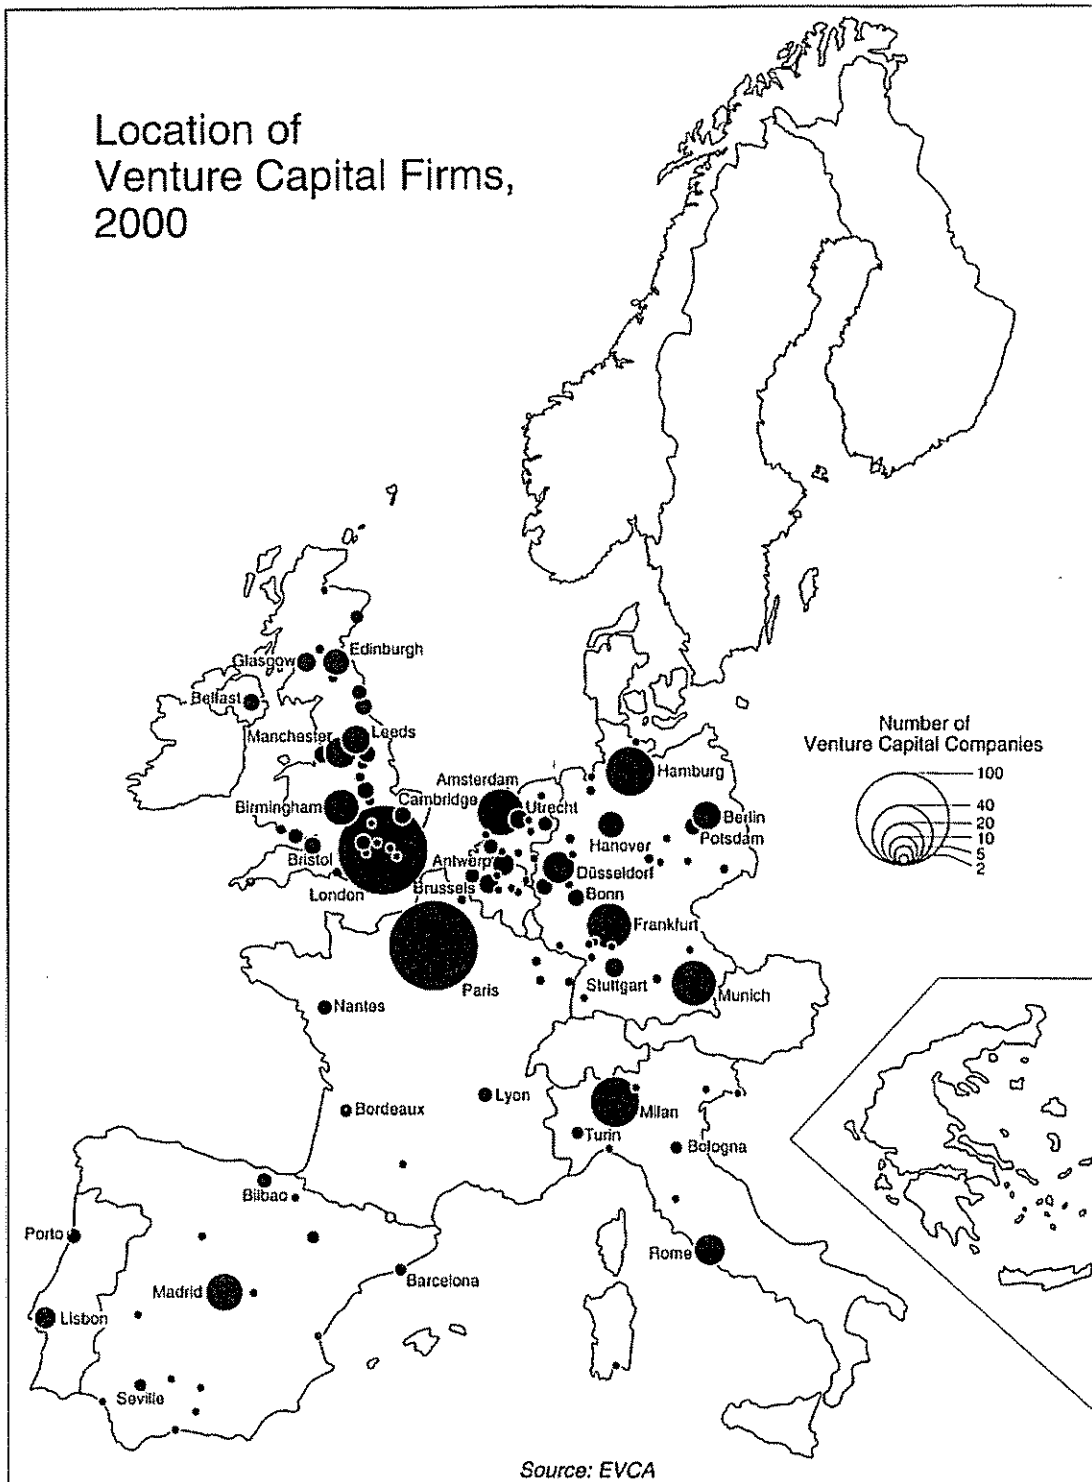 Location of
Venture Capital Firms,
2000
Glasgow
Edinburgh
Belfast
Manchester
Leeds
Number of
Venture Capital Companies
100
40
20
10
5
2
Hamburg
Amsterdam
Birmingham
Cambridge
Utrecht
Berlin
Potsdam
Hanover
Bristol
Antwerp
Düsseldorf
London
Brussels
Bonn
Frankfurt
Paris
Stuttgart
Munich
Nantes
Lyon
Bordeaux
Milan
Turin
Bologna
Bilbao
Porto
Rome
Barcelona
Madrid
Lisbon
Seville
Source: EVCA